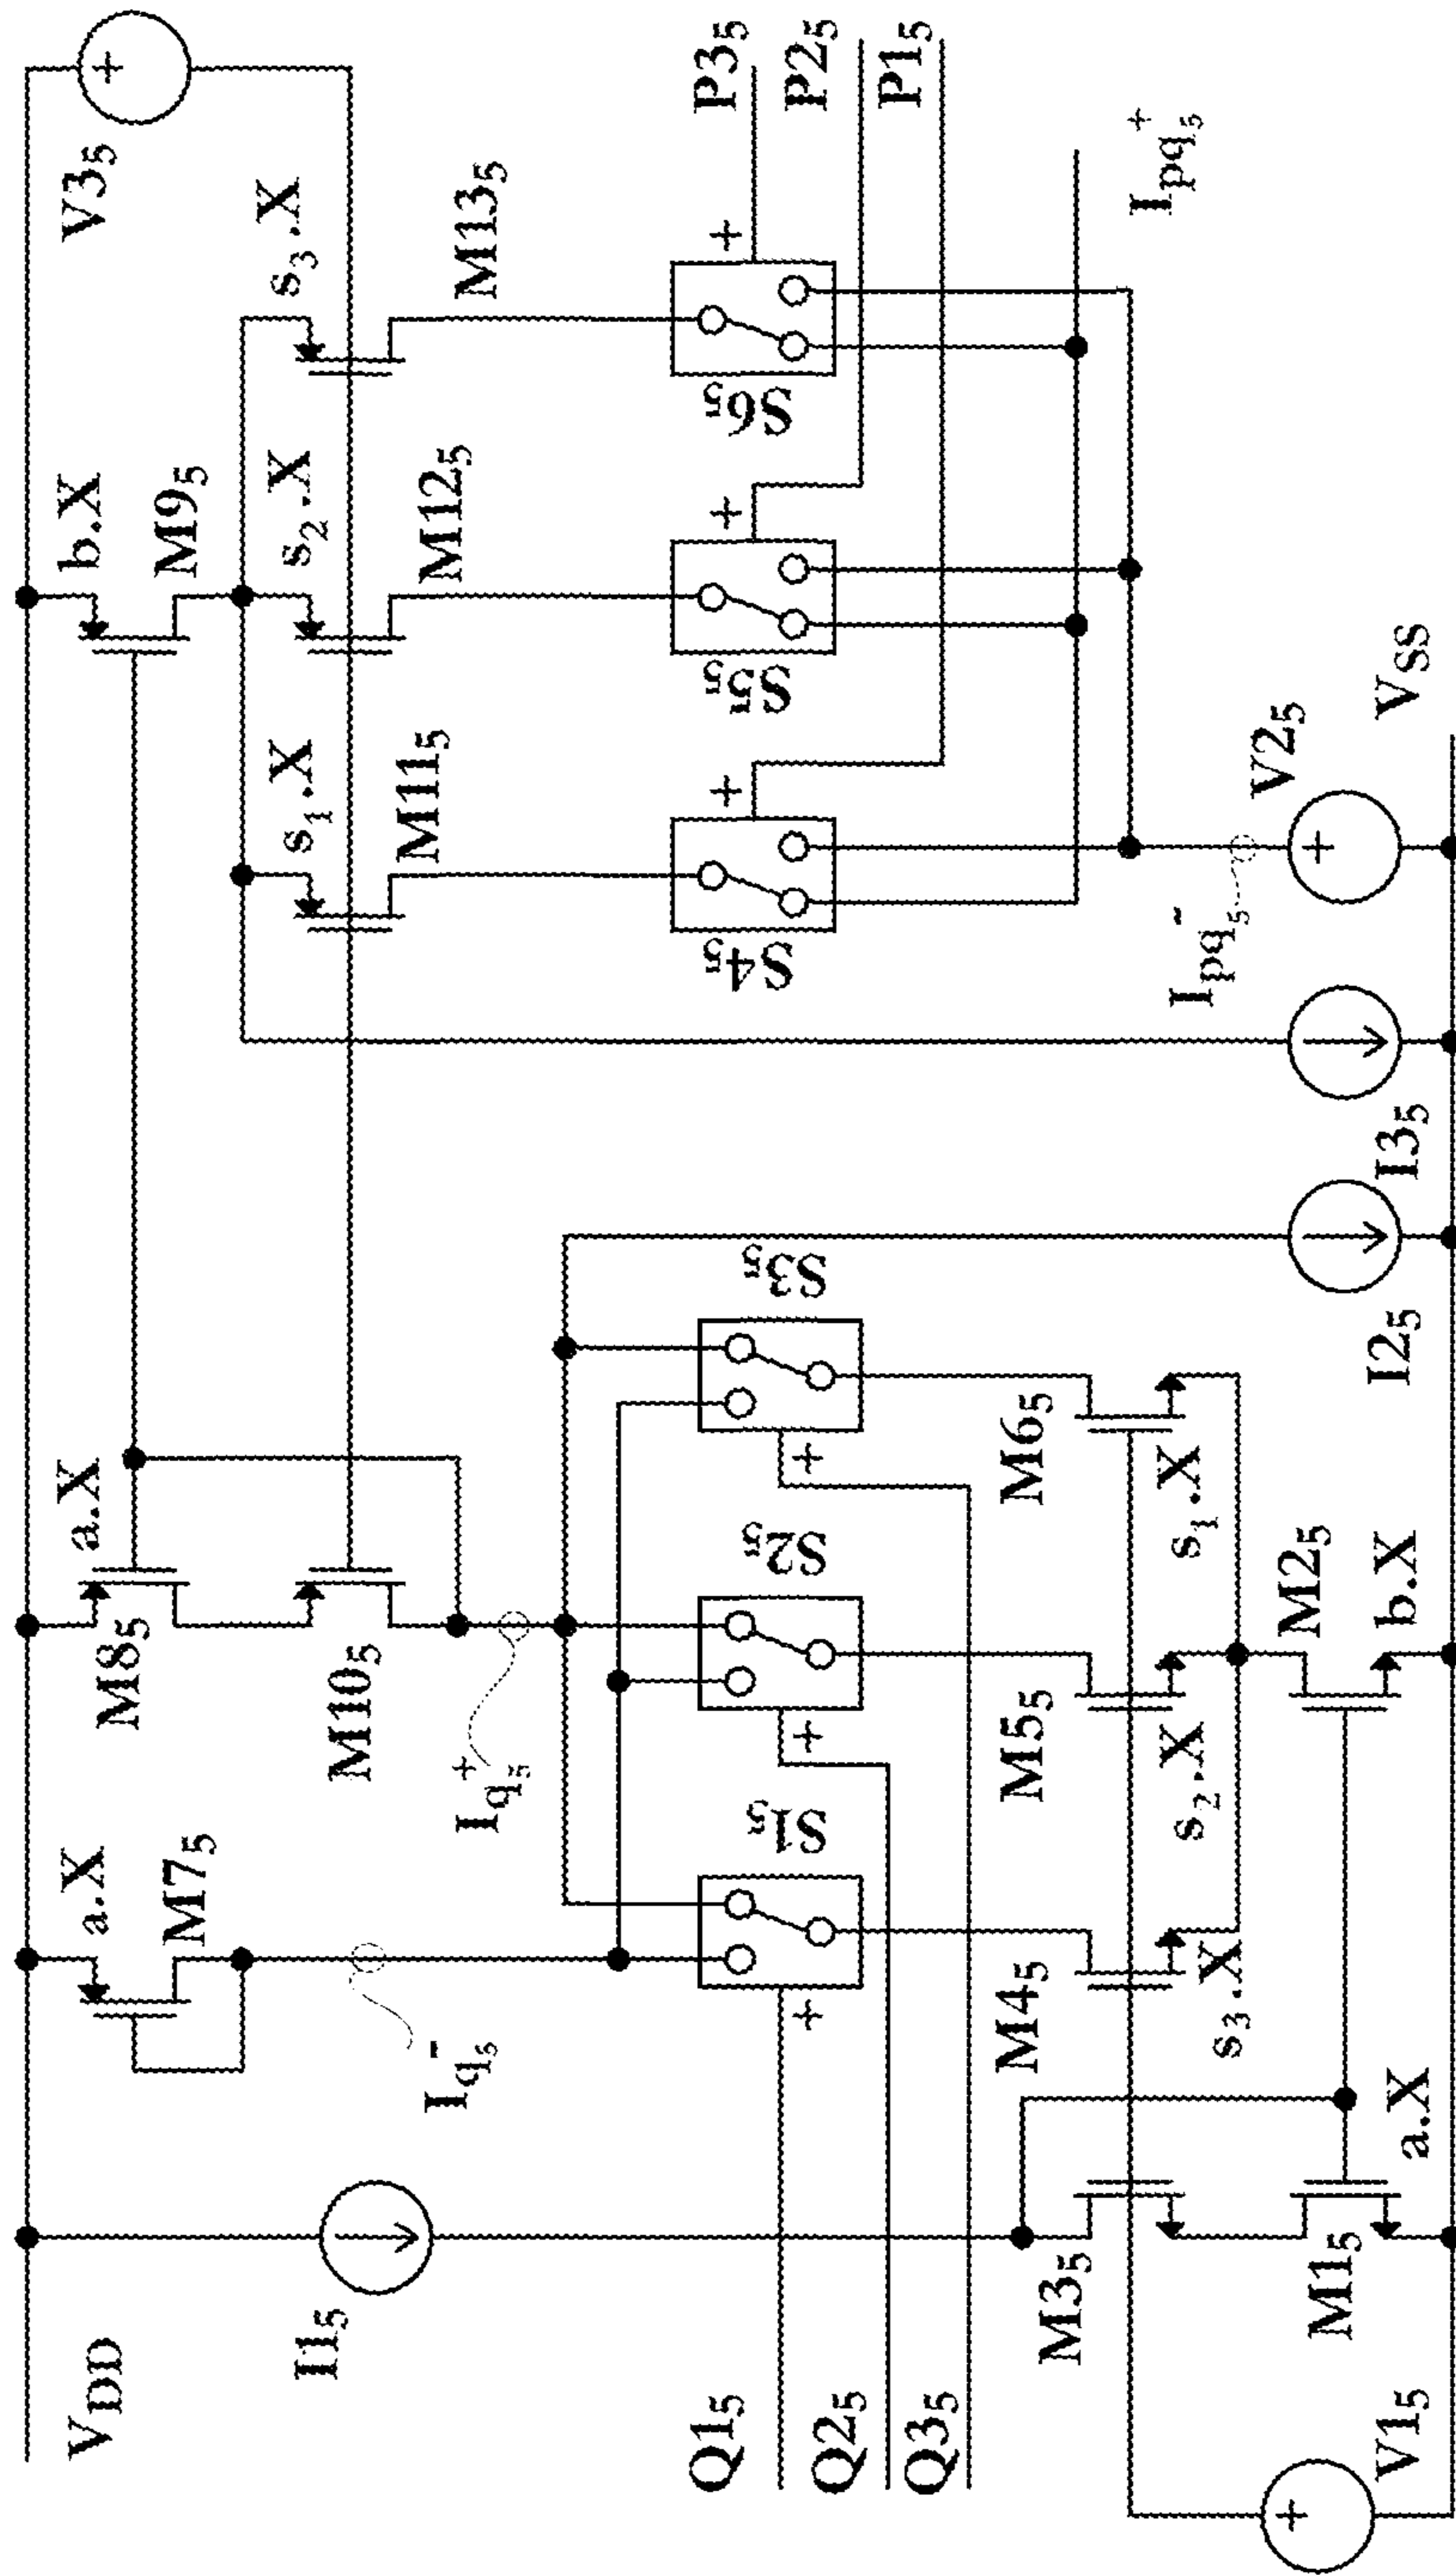 V_DD
I1₅
Q1₅
Q2₅
Q3₅
V1₅
+
M3₅
M1₅
a.X
I_q₅⁻
a.X
M7₅
a.X
M8₅
M10₅
I_q₅⁺
S1₅
+
S2₅
+
S3₅
+
M4₅
s₃.X
M5₅
s₂.X
M6₅
s₁.X
M2₅
b.X
I2₅
I3₅
b.X
M9₅
s₁.X
M11₅
s₂.X
M12₅
s₃.X
M13₅
V3₅
+
S4₅
+
S5₅
+
S6₅
+
P3₅
P2₅
P1₅
I_pq₅⁺
I_pq₅⁻
V2₅
+
V_SS